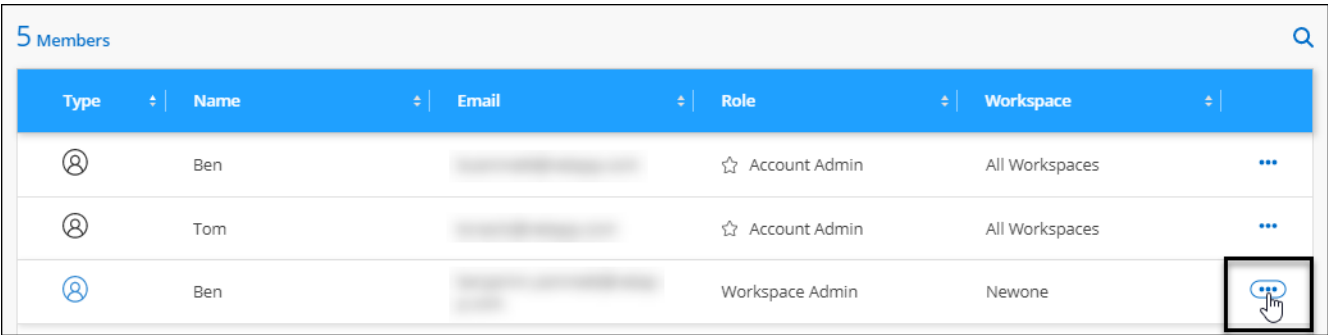 5 Members
Type Name Email Role Workspace
Ben Account Admin All Workspaces
Tom Account Admin All Workspaces
Ben Workspace Admin Newone